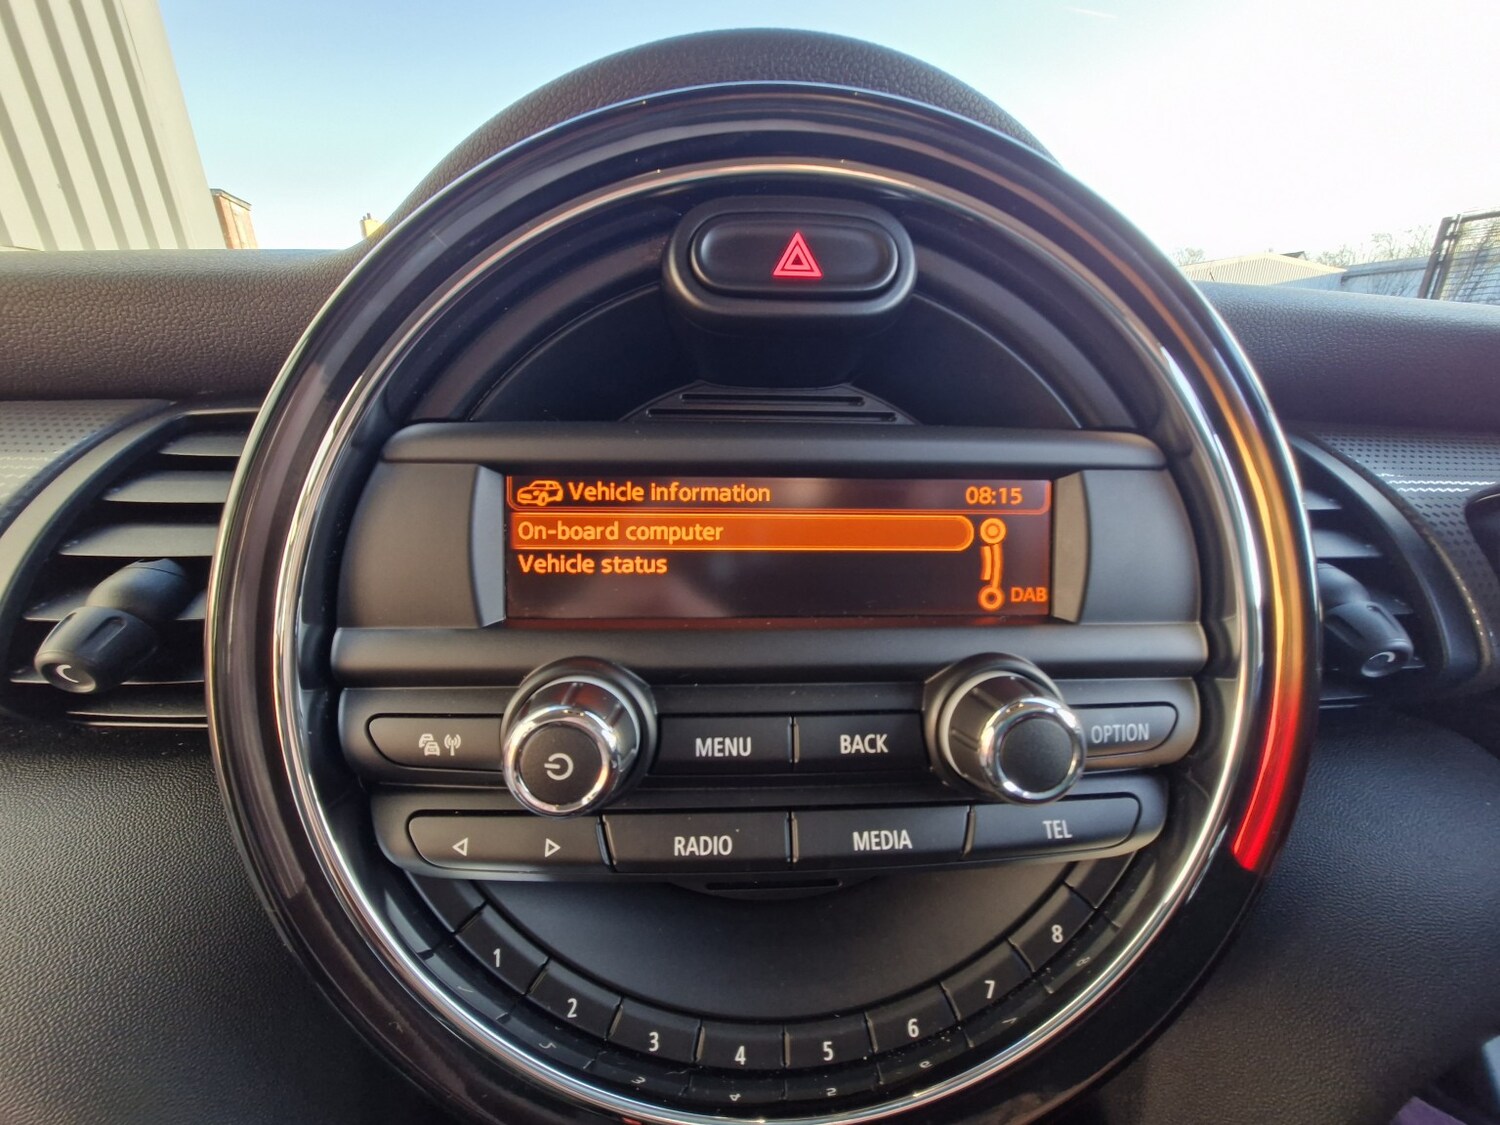 Vehicle information 08:15
On-board computer
Vehicle status
DAB
MENU BACK OPTION
RADIO MEDIA TEL
1 2 3 4 5 6 7 8